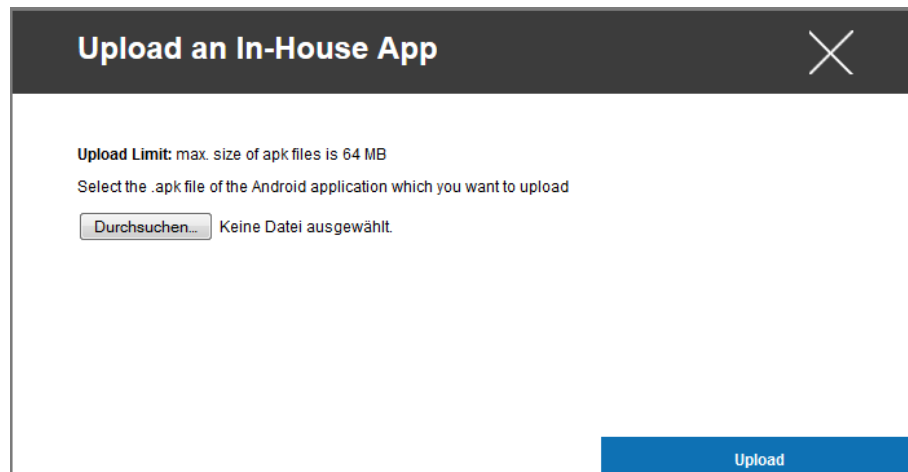 Upload an In-House App
Upload Limit: max. size of apk files is 64 MB
Select the .apk file of the Android application which you want to upload
Durchsuchen... Keine Datei ausgewählt.
Upload